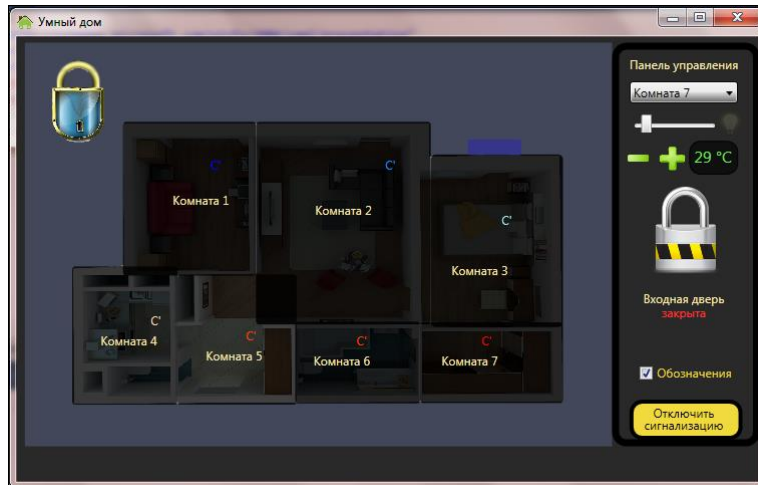 Умный дом
Панель управления
Комната 7
29 °C
C'
C'
Комната 1
Комната 2
C'
Комната 3
C'
Комната 4
C'
Комната 5
C'
Комната 6
C'
Комната 7
Входная дверь
закрыта
Обозначения
Отключить
сигнализацию